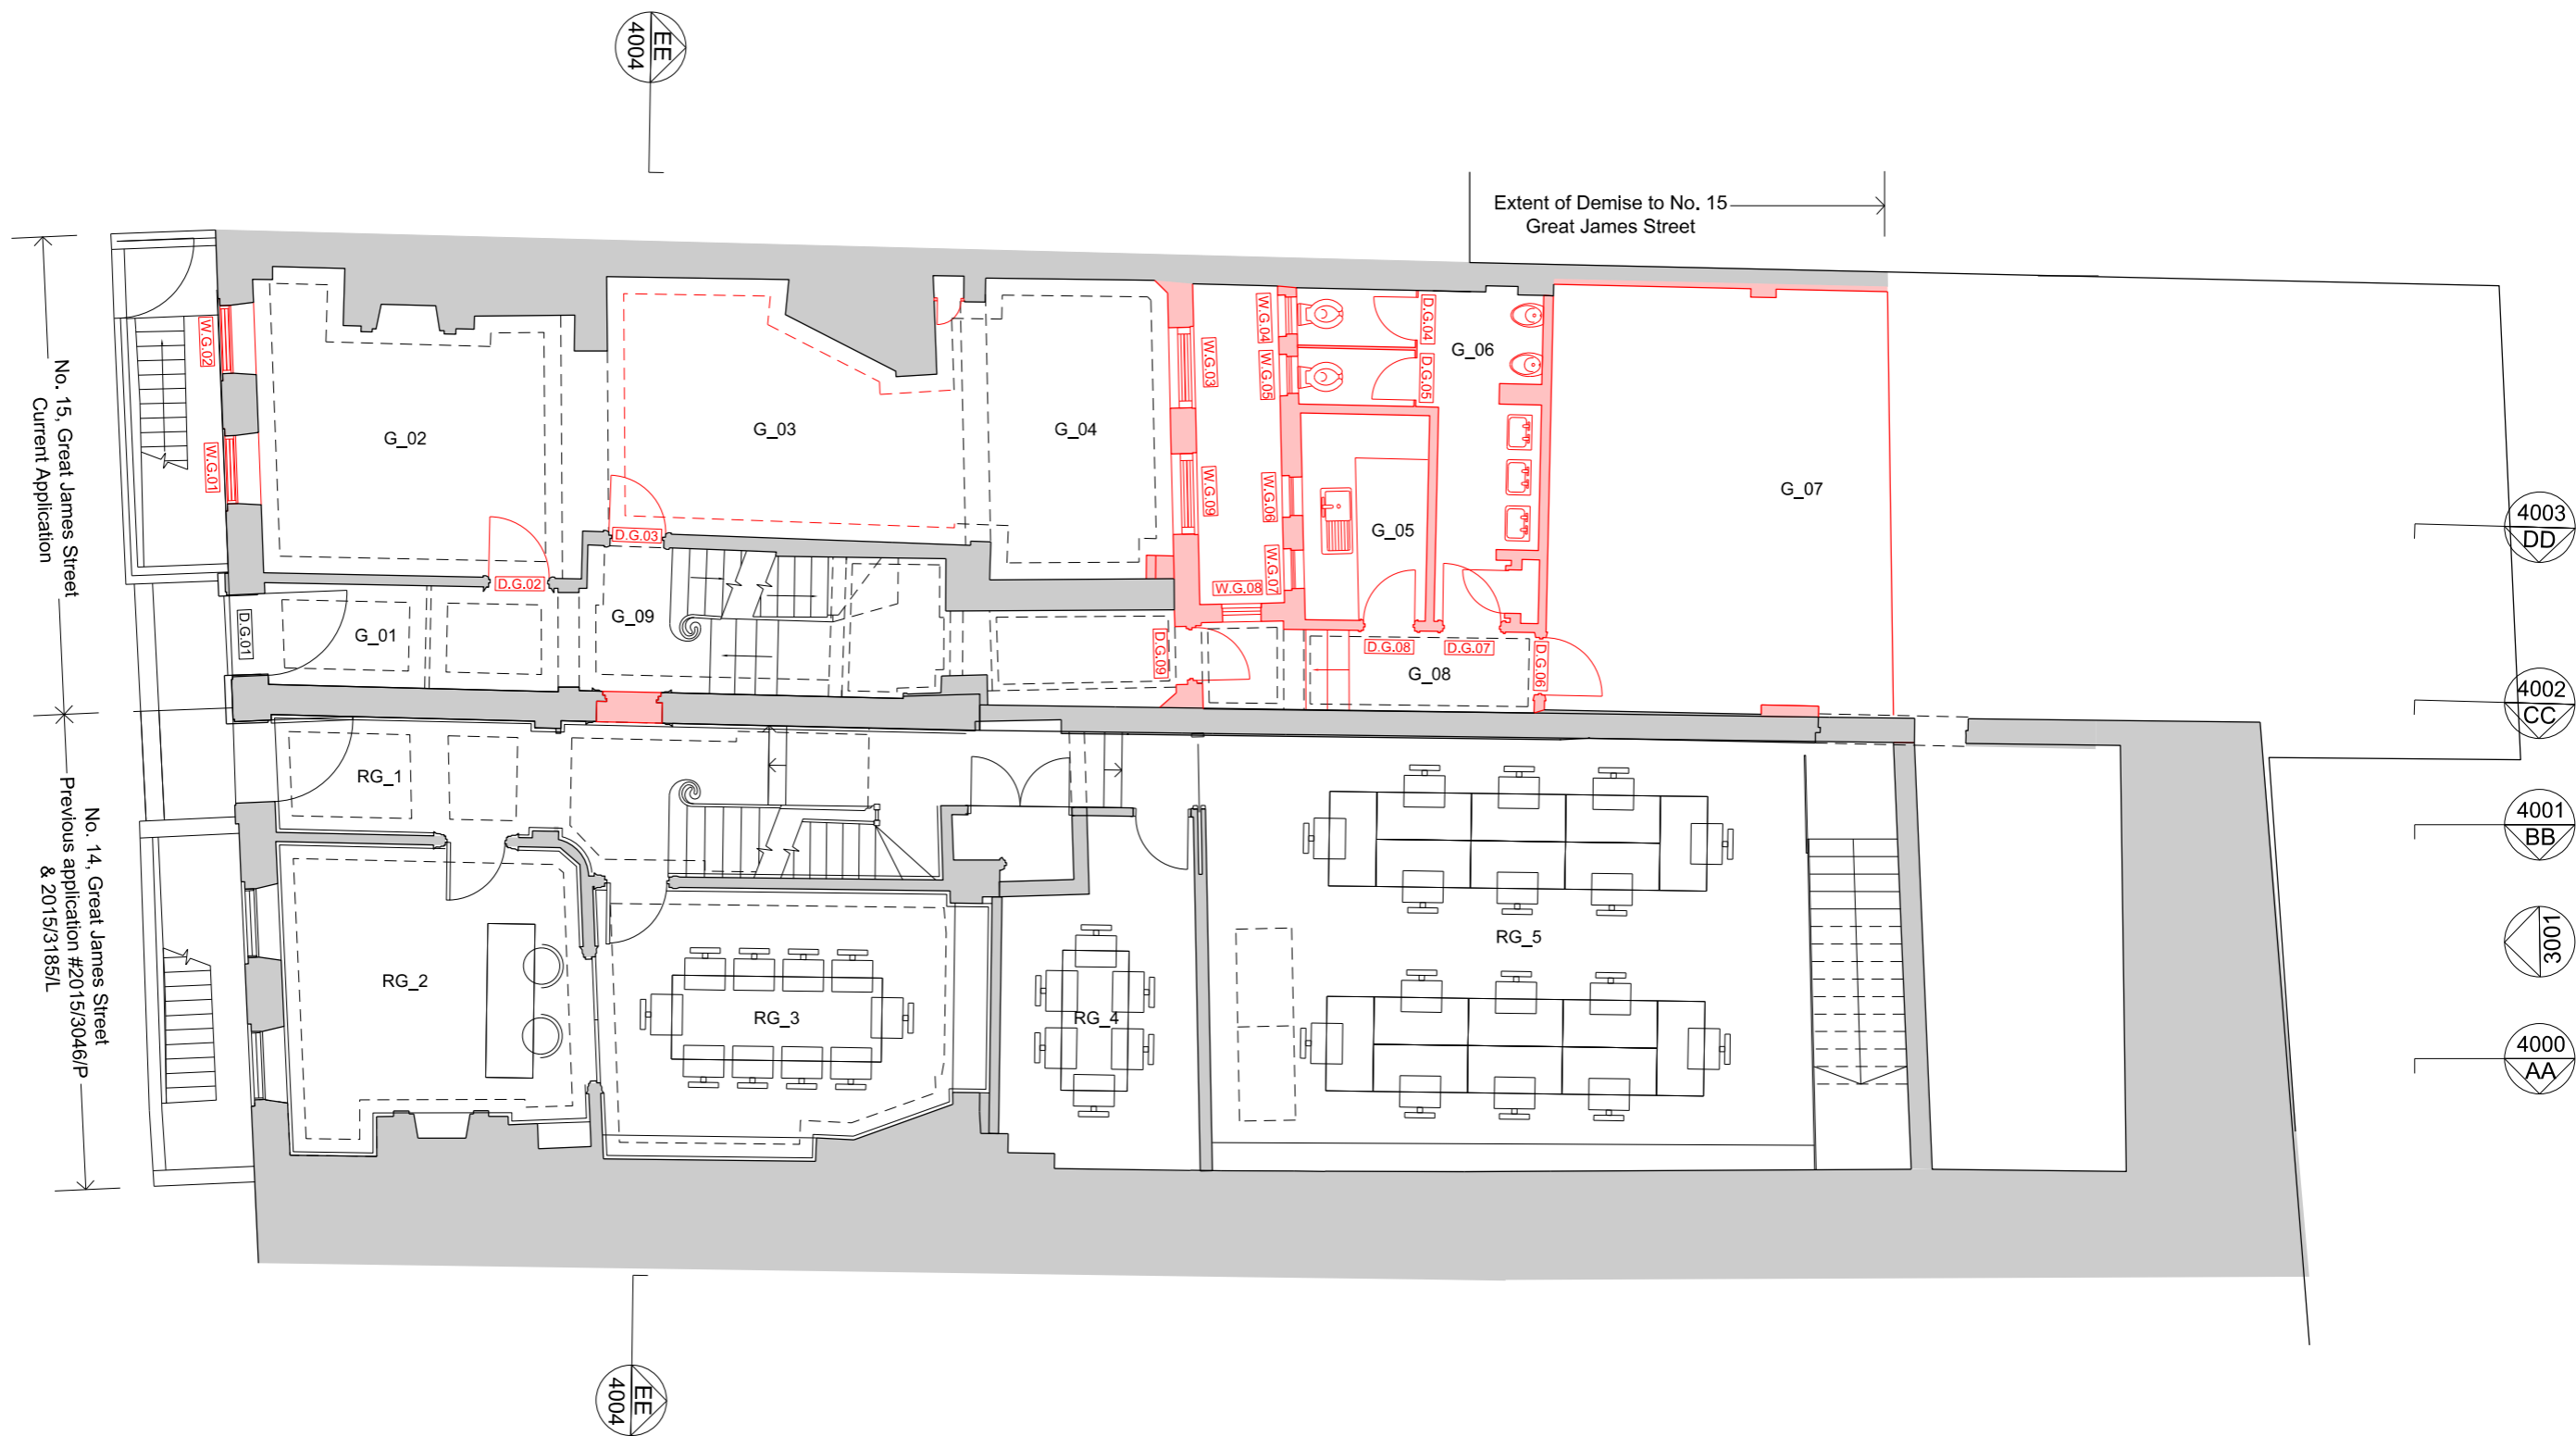 EE
4004
Extent of Demise to No. 15
Great James Street
No. 15, Great James Street
Current Application
W.G.02
W.G.01
G_02
G_03
G_04
W.G.03
W.G.09
W.G.04
W.G.05
W.G.06
W.G.07
W.G.08
D.G.04
D.G.05
G_06
G_05
G_07
D.G.03
D.G.02
D.G.01
G_01
G_09
D.G.09
D.G.08
D.G.07
D.G.06
G_08
4003
DD
4002
CC
4001
BB
3001
4000
AA
No. 14, Great James Street
Previous application #2015/3046/P
& 2015/3185/L
RG_1
RG_2
RG_3
RG_4
RG_5
EE
4004